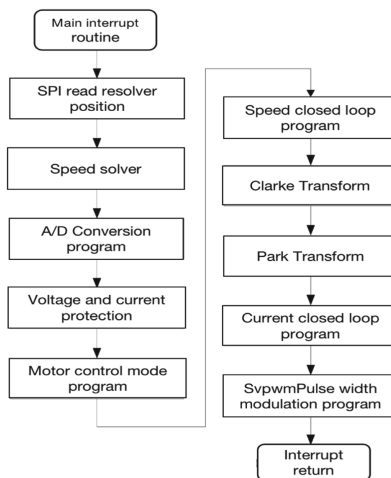 Main interrupt
routine
SPI read resolver
position
Speed solver
A/D Conversion
program
Voltage and current
protection
Motor control mode
program
Speed closed loop
program
Clarke Transform
Park Transform
Current closed loop
program
SvpwmPulse width
modulation program
Interrupt
return